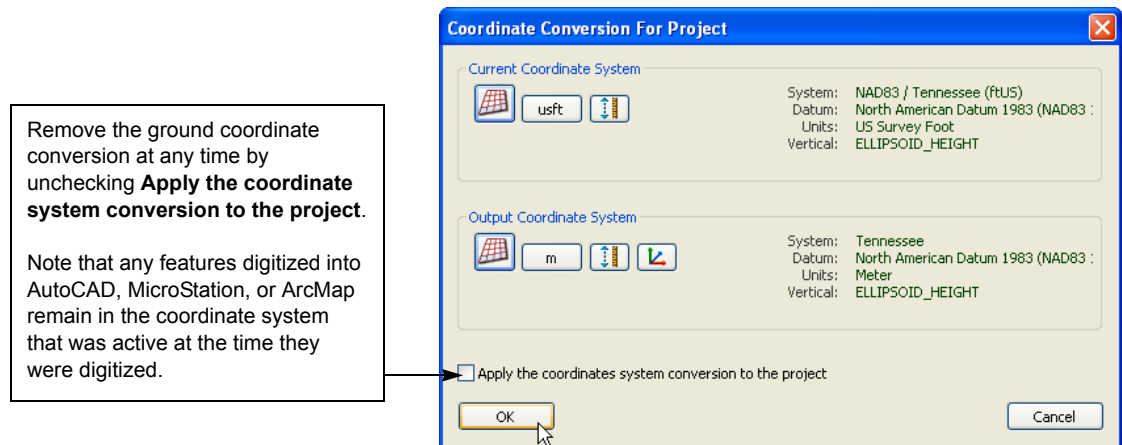 Remove the ground coordinate
conversion at any time by
unchecking Apply the coordinate
system conversion to the project.
Note that any features digitized into
AutoCAD, MicroStation, or ArcMap
remain in the coordinate system
that was active at the time they
were digitized.
Coordinate Conversion For Project
Current Coordinate System
usft
System: NAD83 / Tennessee (ftUS)
Datum: North American Datum 1983 (NAD83 :
Units: US Survey Foot
Vertical: ELLIPSOID_HEIGHT
Output Coordinate System
m
System: Tennessee
Datum: North American Datum 1983 (NAD83 :
Units: Meter
Vertical: ELLIPSOID_HEIGHT
Apply the coordinates system conversion to the project
OK
Cancel